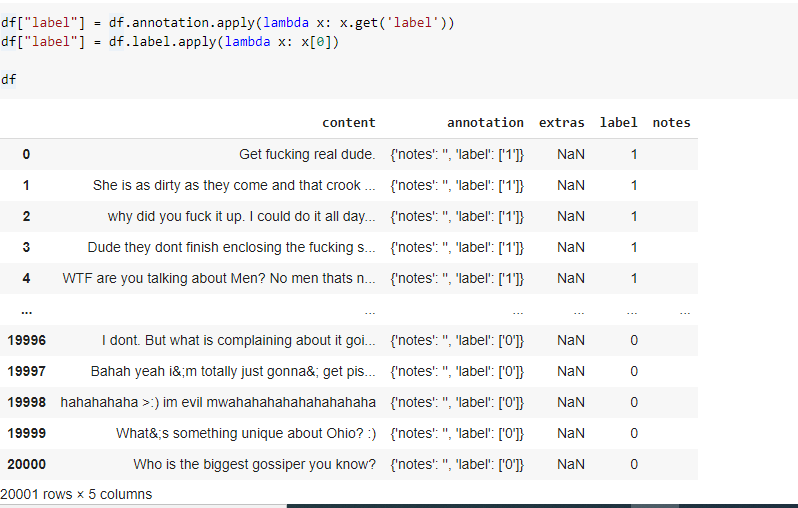 df["label"] = df.annotation.apply(lambda x: x.get('label'))
df["label"] = df.label.apply(lambda x: x[0])
df
content annotation extras label notes
0 Get fucking real dude. {'notes': '', 'label': ['1']} NaN 1
1 She is as dirty as they come and that crook ... {'notes': '', 'label': ['1']} NaN 1
2 why did you fuck it up. I could do it all day... {'notes': '', 'label': ['1']} NaN 1
3 Dude they dont finish enclosing the fucking s... {'notes': '', 'label': ['1']} NaN 1
4 WTF are you talking about Men? No men thats n... {'notes': '', 'label': ['1']} NaN 1
... ... ... ... ... ...
19996 I dont. But what is complaining about it goi... {'notes': '', 'label': ['0']} NaN 0
19997 Bahah yeah i&;m totally just gonna&; get pis... {'notes': '', 'label': ['0']} NaN 0
19998 hahahahaha >:) im evil mwahahahahahahahahaha {'notes': '', 'label': ['0']} NaN 0
19999 What&;s something unique about Ohio? :) {'notes': '', 'label': ['0']} NaN 0
20000 Who is the biggest gossiper you know? {'notes': '', 'label': ['0']} NaN 0
20001 rows × 5 columns